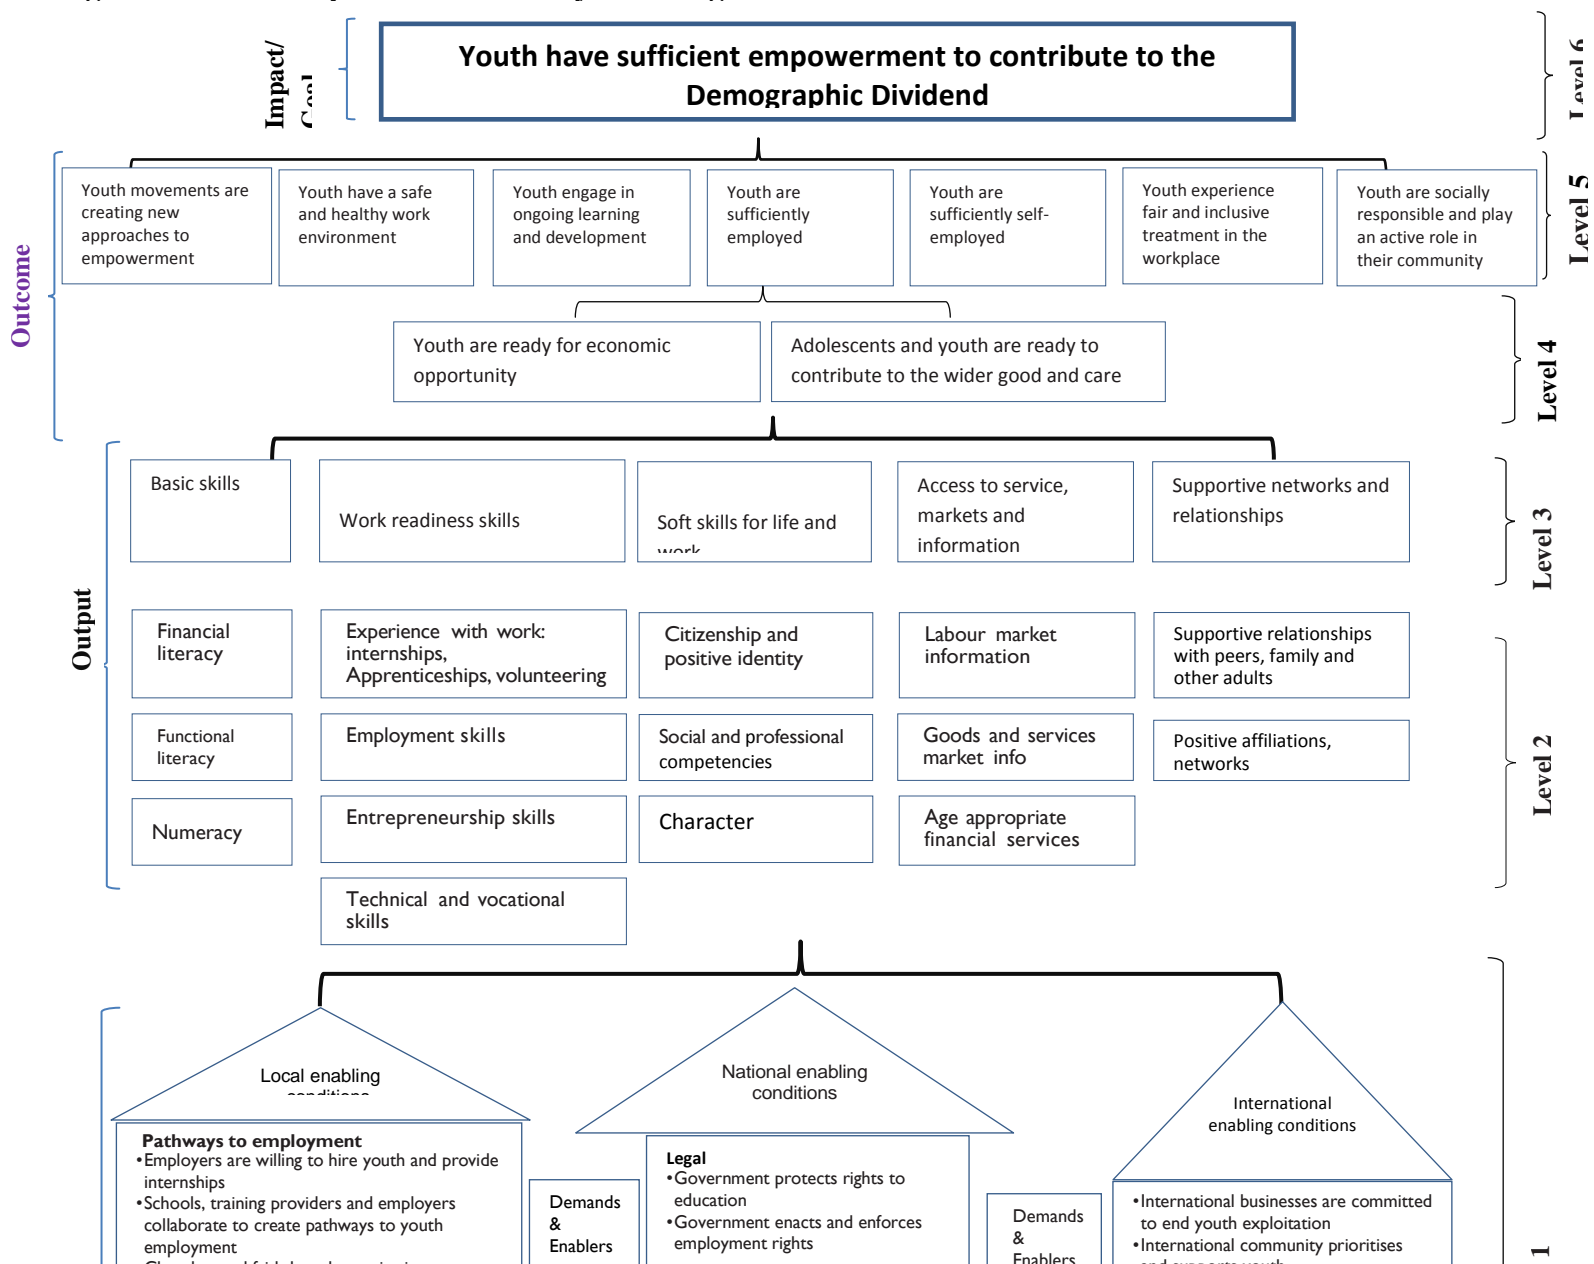 Impact/
Goal
Youth have sufficient empowerment to contribute to the
Demographic Dividend
Level 6
Outcome
Youth movements are
creating new
approaches to
empowerment
Youth have a safe
and healthy work
environment
Youth engage in
ongoing learning
and development
Youth are
sufficiently
employed
Youth are
sufficiently self-
employed
Youth experience
fair and inclusive
treatment in the
workplace
Youth are socially
responsible and play
an active role in
their community
Level 5
Youth are ready for economic
opportunity
Adolescents and youth are ready to
contribute to the wider good and care
Level 4
Output
Basic skills
Work readiness skills
Soft skills for life and
work
Access to service,
markets and
information
Supportive networks and
relationships
Level 3
Financial
literacy
Experience with work:
internships,
Apprenticeships, volunteering
Citizenship and
positive identity
Labour market
information
Supportive relationships
with peers, family and
other adults
Functional
literacy
Employment skills
Social and professional
competencies
Goods and services
market info
Positive affiliations,
networks
Numeracy
Entrepreneurship skills
Character
Age appropriate
financial services
Technical and vocational
skills
Level 2
Local enabling
conditions
National enabling
conditions
International
enabling conditions
Pathways to employment
•Employers are willing to hire youth and provide
internships
•Schools, training providers and employers
collaborate to create pathways to youth
employment
Demands
&
Enablers
Legal
•Government protects rights to
education
•Government enacts and enforces
employment rights
Demands
&
Enablers
•International businesses are committed
to end youth exploitation
•International community prioritises
and supports youth
1